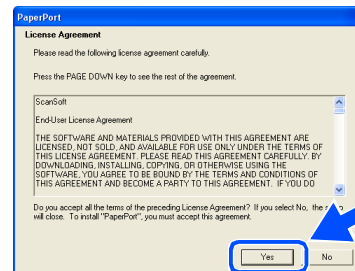 PaperPort
License Agreement
Please read the following license agreement carefully.
Press the PAGE DOWN key to see the rest of the agreement.
ScanSoft
End-User License Agreement
THE SOFTWARE AND MATERIALS PROVIDED WITH THIS AGREEMENT ARE
LICENSED, NOT SOLD, AND AVAILABLE FOR USE ONLY UNDER THE TERMS OF
THIS LICENSE AGREEMENT. PLEASE READ THIS AGREEMENT CAREFULLY. BY
DOWNLOADING, INSTALLING, COPYING, OR OTHERWISE USING THE
SOFTWARE, YOU AGREE TO BE BOUND BY THE TERMS AND CONDITIONS OF
THIS AGREEMENT AND BECOME A PARTY TO THIS AGREEMENT. IF YOU DO
Do you accept all the terms of the preceding License Agreement? If you select No, the
will close. To install "PaperPort", you must accept this agreement.
Yes
No